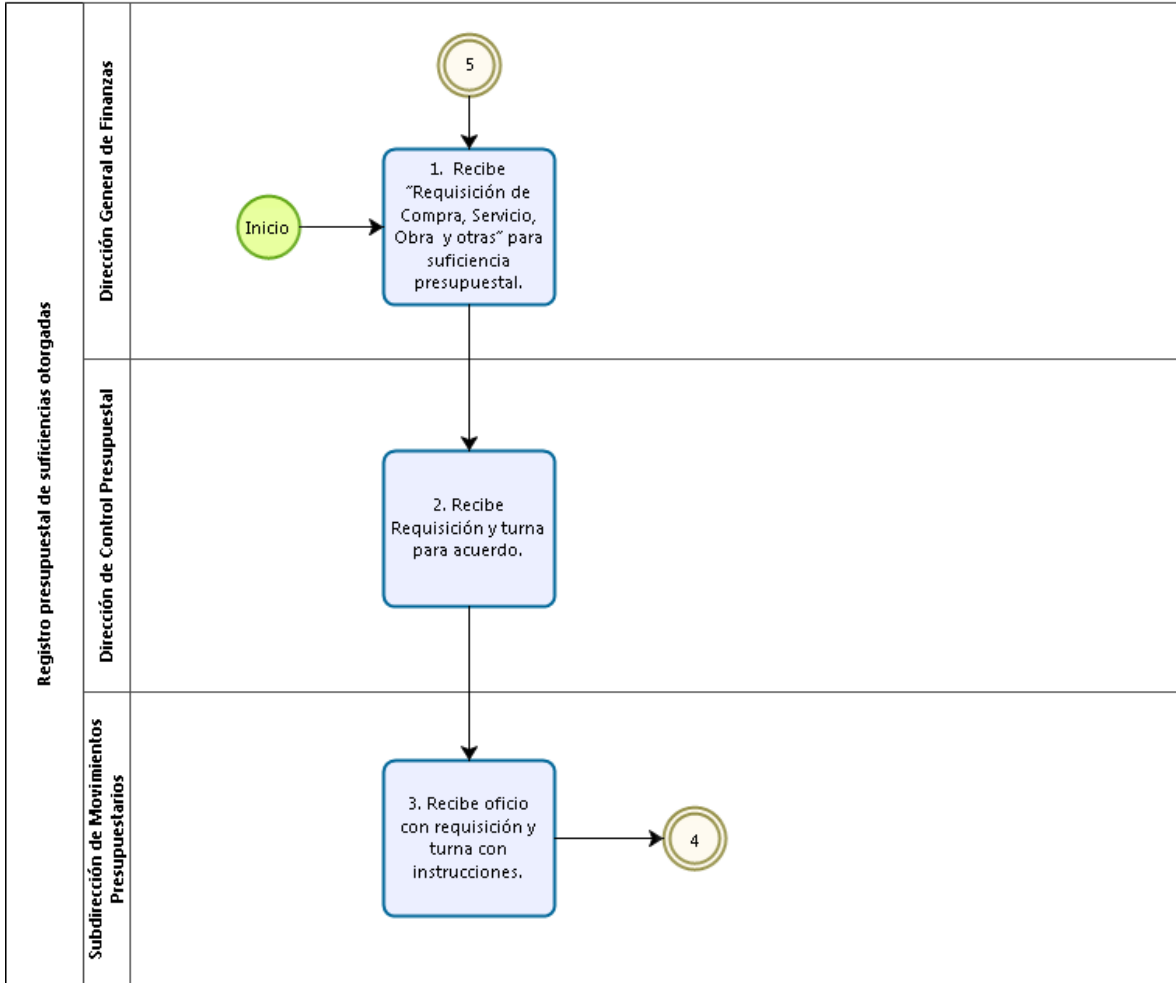 Registro presupuestal de suficiencias otorgadas
Dirección General de Finanzas
5
Inicio
1. Recibe
˝Requisición de
Compra, Servicio,
Obra y otras˝ para
suficiencia
presupuestal.
Dirección de Control Presupuestal
2. Recibe
Requisición y turna
para acuerdo.
Subdirección de Movimientos
Presupuestarios
3. Recibe oficio
con requisición y
turna con
instrucciones.
4